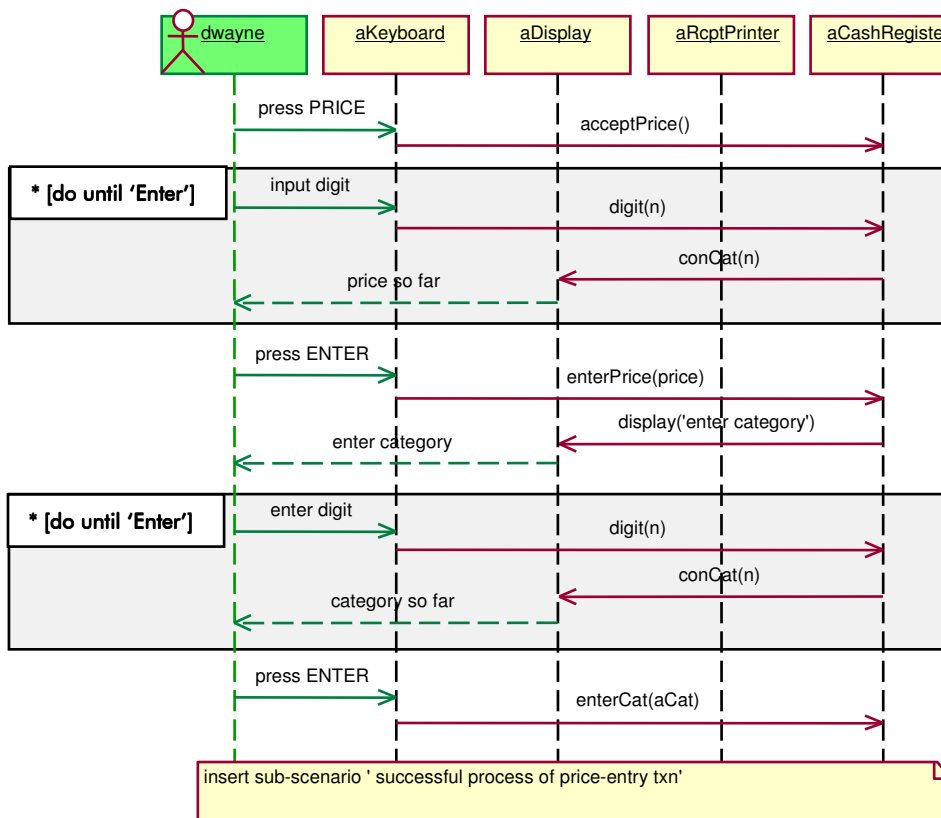 dwayne aKeyboard aDisplay aRcptPrinter aCashRegiste
press PRICE
acceptPrice()
* [do until ‘Enter’]
input digit
digit(n)
conCat(n)
price so far
press ENTER
enterPrice(price)
display('enter category')
enter category
* [do until ‘Enter’]
enter digit
digit(n)
conCat(n)
category so far
press ENTER
enterCat(aCat)
insert sub-scenario ' successful process of price-entry txn'